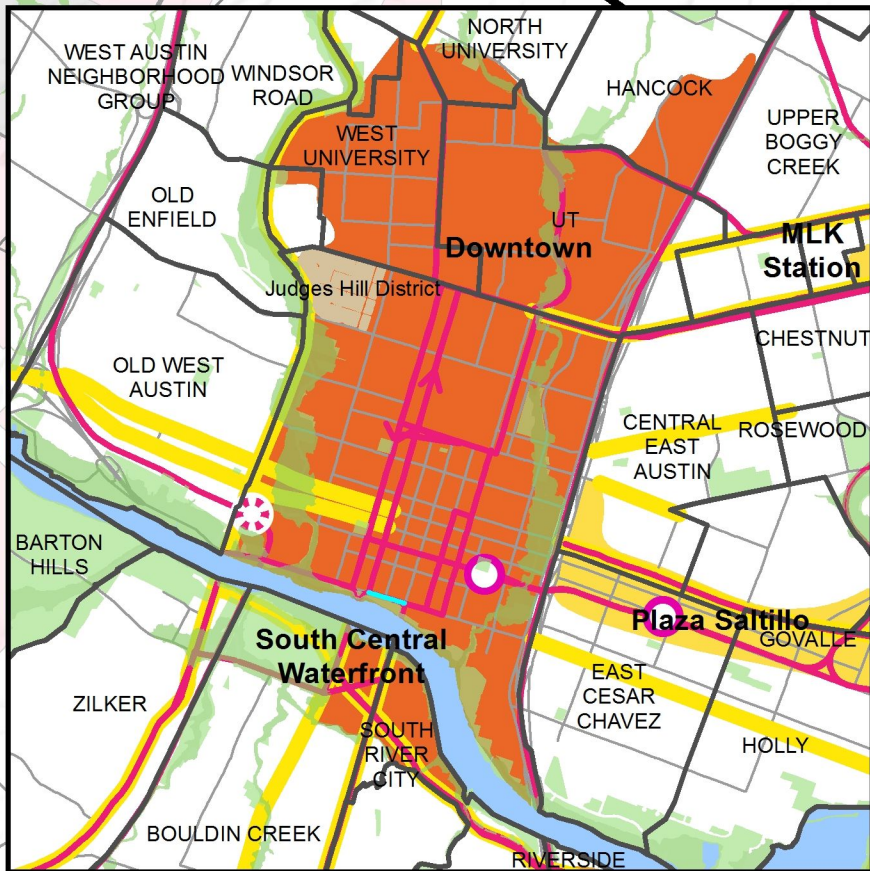 NORTH
UNIVERSITY
WEST AUSTIN
NEIGHBORHOOD
GROUP
WINDSOR
ROAD
HANCOCK
UPPER
BOGGY
CREEK
WEST
UNIVERSITY
OLD
ENFIELD
UT
Downtown
MLK
Station
Judges Hill District
CHESTNUT
OLD WEST
AUSTIN
CENTRAL
EAST
AUSTIN
ROSEWOOD
BARTON
HILLS
Plaza Saltillo
GOVALLE
South Central
Waterfront
EAST
CESAR
CHAVEZ
ZILKER
SOUTH
RIVER
CITY
HOLLY
BOULDIN CREEK
RIVERSIDE